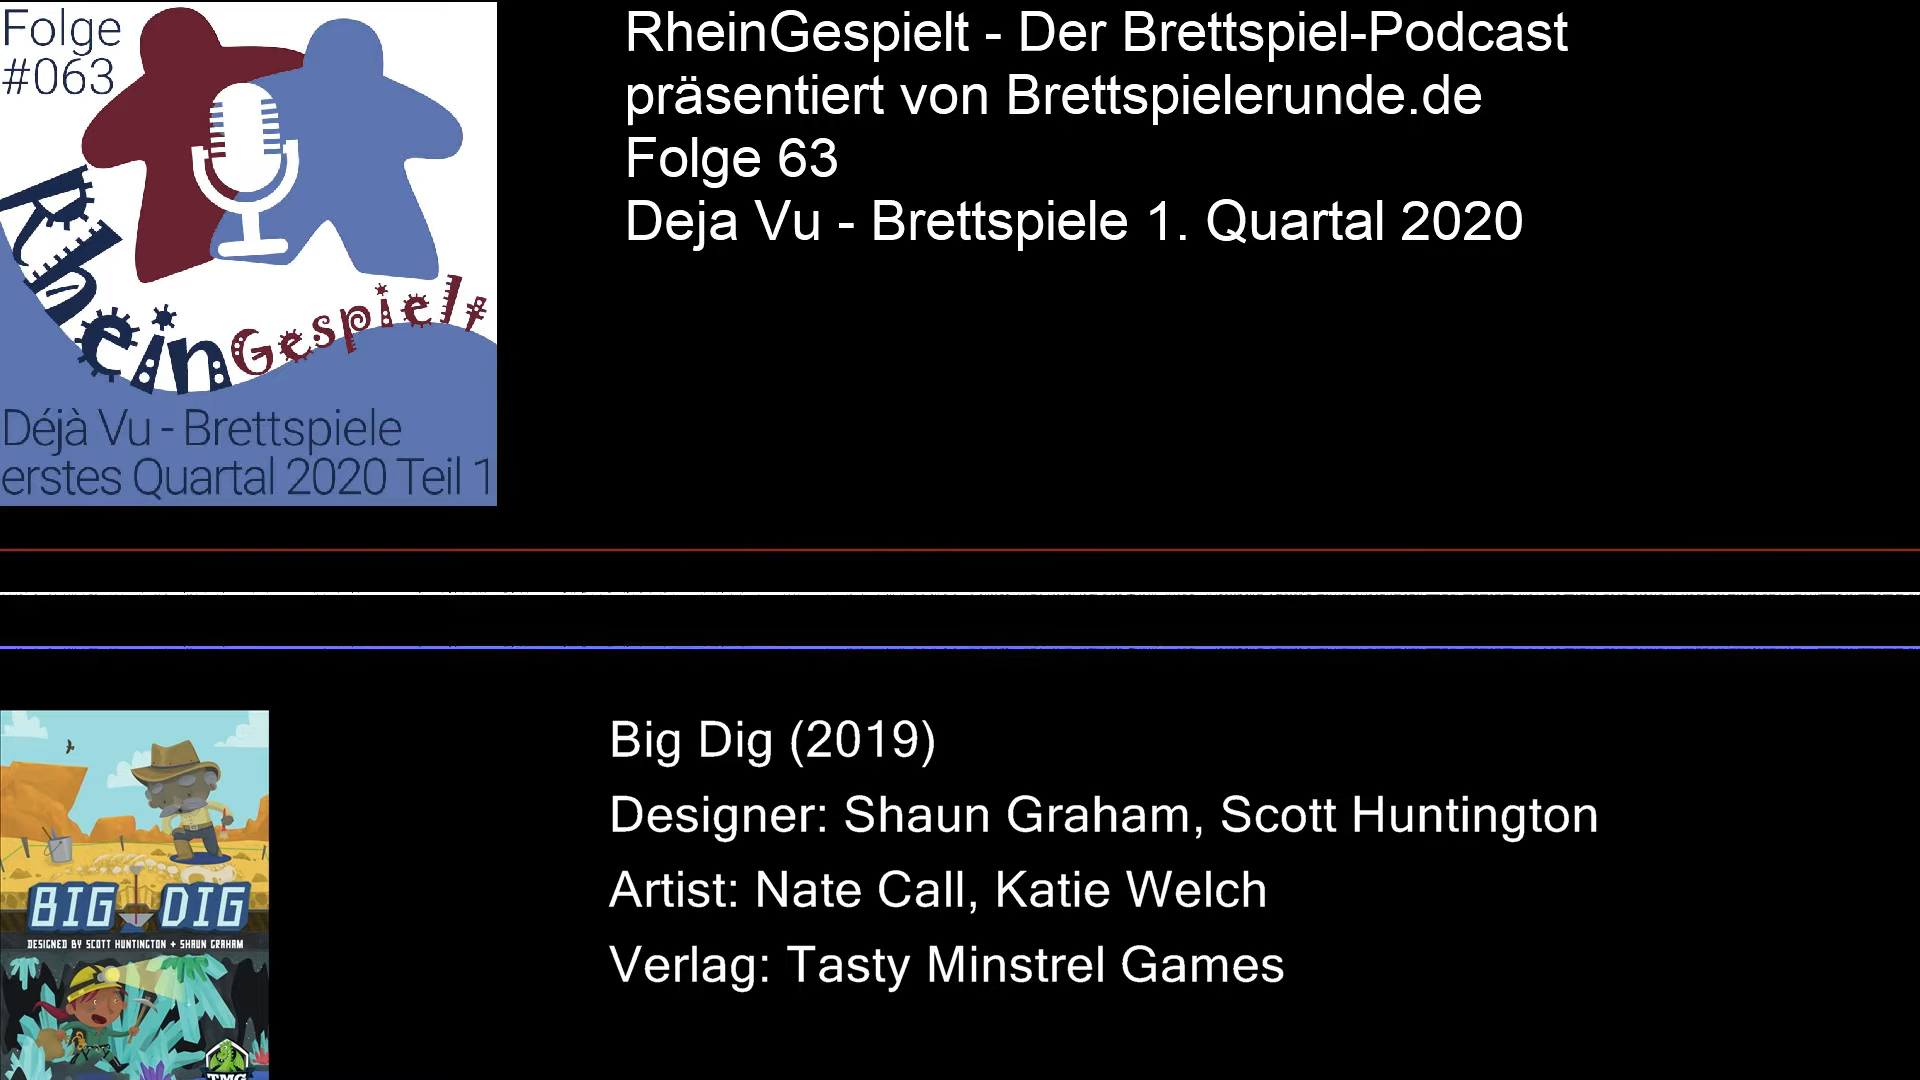 Folge
#063
RheinGespielt
Déjà Vu - Brettspiele
erstes Quartal 2020 Teil 1
RheinGespielt - Der Brettspiel-Podcast
präsentiert von Brettspielerunde.de
Folge 63
Deja Vu - Brettspiele 1. Quartal 2020
BIG DIG
DESIGNED BY SCOTT HUNTINGTON + SHAUN GRAHAM
TMG
Big Dig (2019)
Designer: Shaun Graham, Scott Huntington
Artist: Nate Call, Katie Welch
Verlag: Tasty Minstrel Games